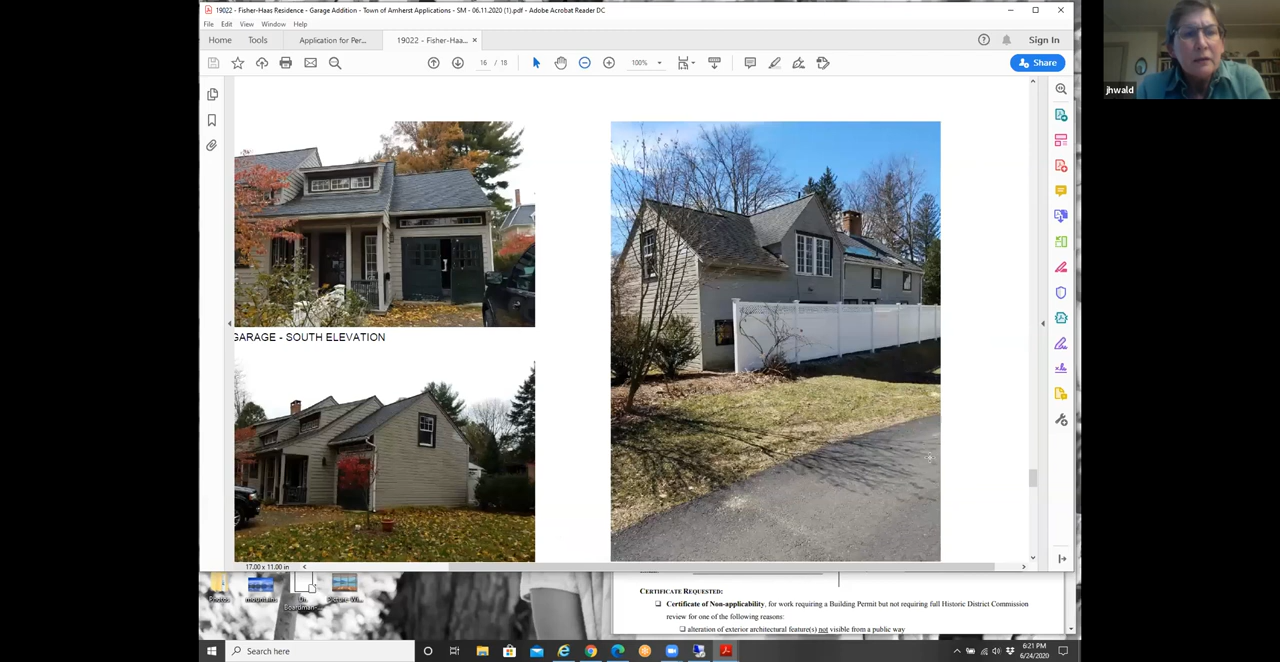 19022 - Fisher-Haas Residence - Garage Addition - Town of Amherst Applications - SM - 06.11.2020 (1).pdf - Adobe Acrobat Reader DC
File Edit View Window Help
Home Tools Application for Per... 19022 - Fisher-Haa... × Sign In
16 / 18 100% Share
jhwald
GARAGE - SOUTH ELEVATION
17.00 x 11.00 in
Photos mountains Dr. Boardman-...
CERTIFICATE REQUESTED:
Certificate of Non-applicability, for work requiring a Building Permit but not requiring full Historic District Commission
review for one of the following reasons:
alteration of exterior architectural feature(s) not visible from a public way
Search here
6:21 PM
6/24/2020